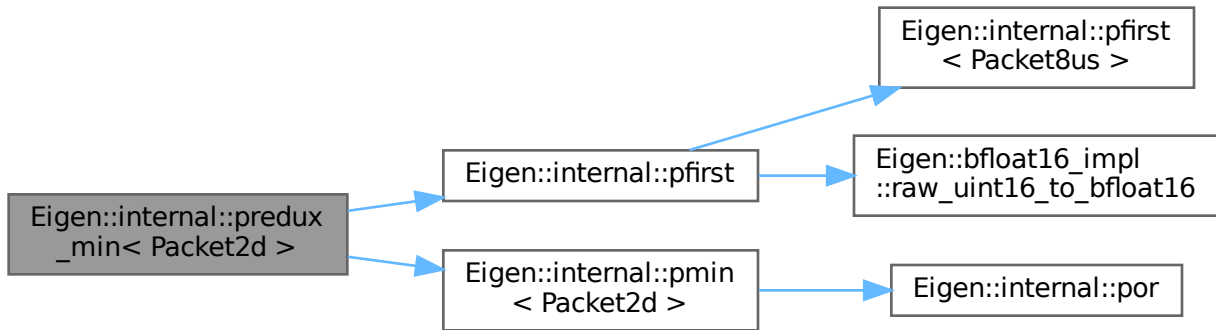 Eigen::internal::predux
_min< Packet2d >
Eigen::internal::pfirst
Eigen::internal::pfirst
< Packet8us >
Eigen::bfloat16_impl
::raw_uint16_to_bfloat16
Eigen::internal::pmin
< Packet2d >
Eigen::internal::por